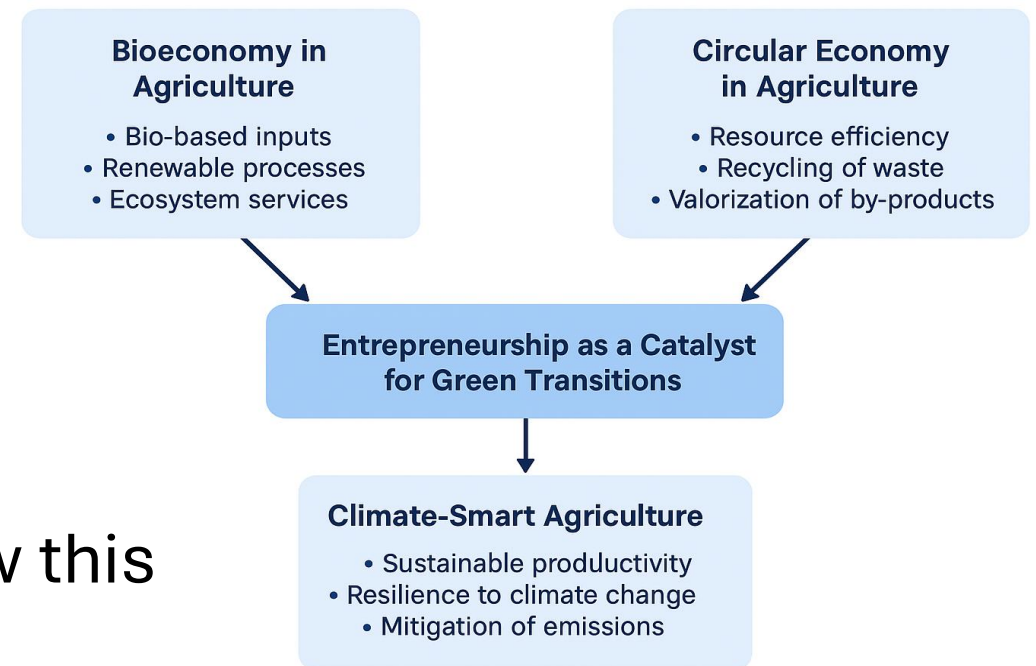 Bioeconomy in
Agriculture
• Bio-based inputs
• Renewable processes
• Ecosystem services
Circular Economy
in Agriculture
• Resource efficiency
• Recycling of waste
• Valorization of by-products
Entrepreneurship as a Catalyst
for Green Transitions
Climate-Smart Agriculture
• Sustainable prodluctivity
• Resilience to climate change
• Mitigation of emissions
this